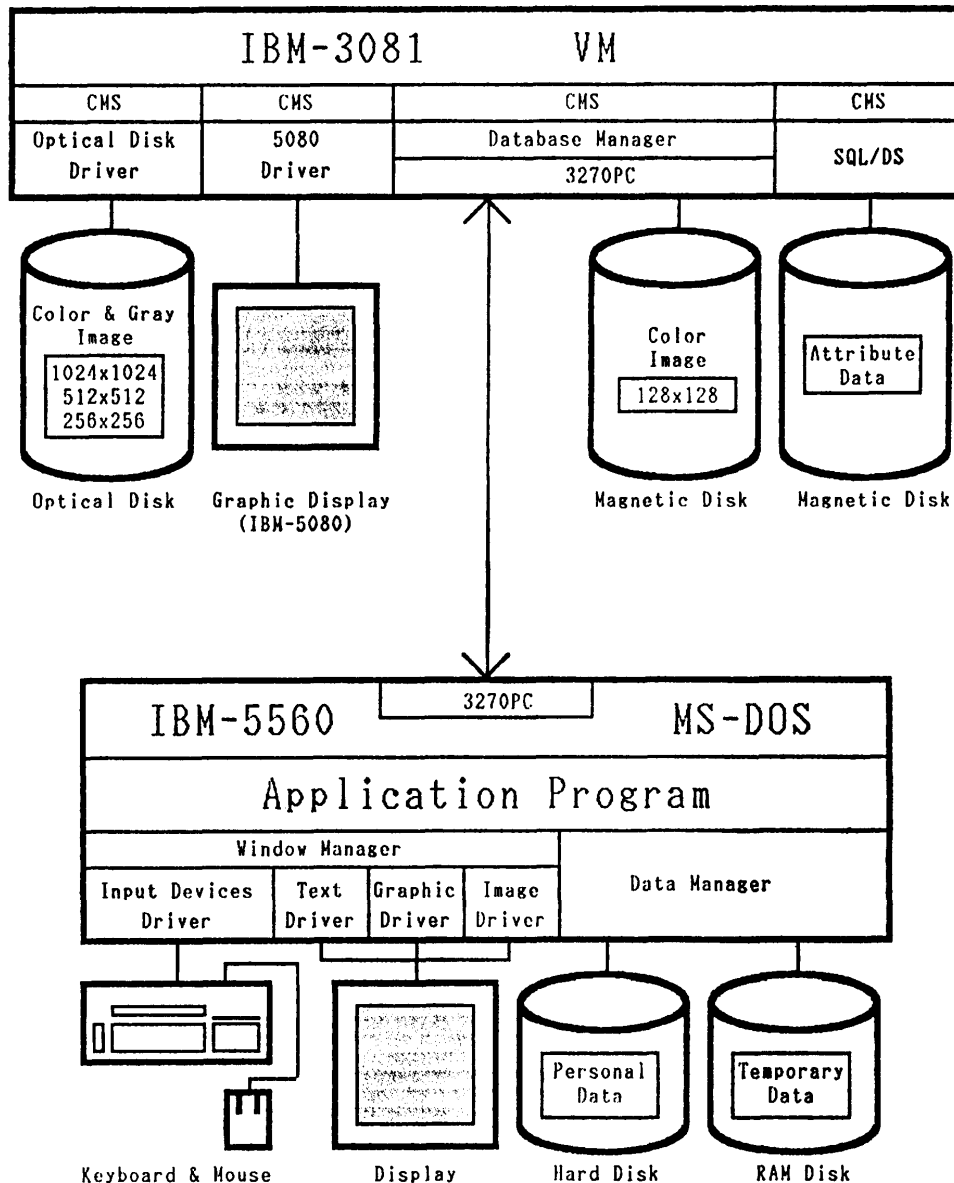 IBM-3081 VM
CMS CMS CMS CMS
Optical Disk
Driver
5080
Driver
Database Manager
3270PC
SQL/DS
Color & Gray
Image
1024x1024
512x512
256x256
Color
Image
128x128
Attribute
Data
Optical Disk
Graphic Display
(IBM-5080)
Magnetic Disk
Magnetic Disk
3270PC
IBM-5560 MS-DOS
Application Program
Window Manager
Data Manager
Input Devices
Driver
Text
Driver
Graphic
Driver
Image
Driver
Personal
Data
Temporary
Data
Keyboard & Mouse
Display
Hard Disk
RAM Disk